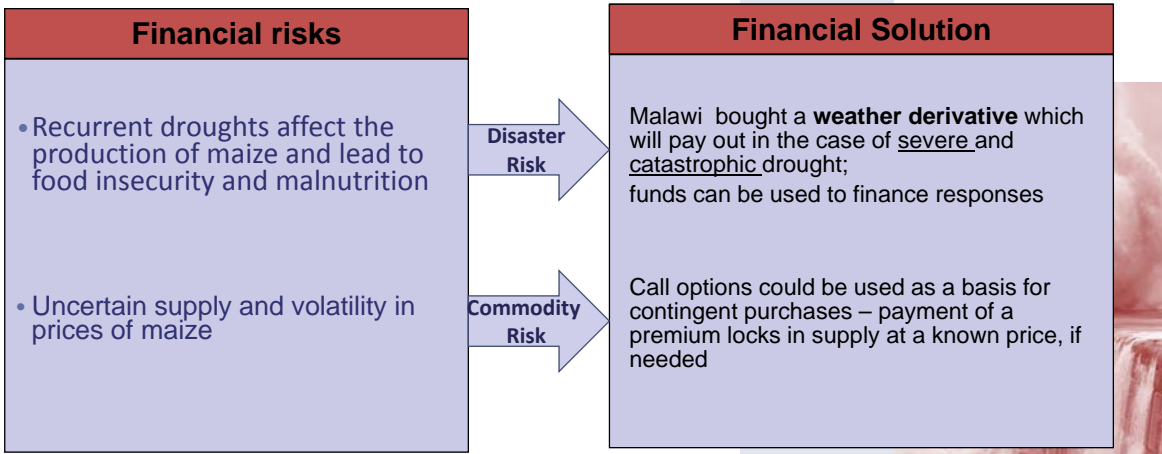 Financial risks
• Recurrent droughts affect the
production of maize and lead to
food insecurity and malnutrition
• Uncertain supply and volatility in
prices of maize
Disaster
Risk
Commodity
Risk
Financial Solution
Malawi bought a weather derivative which
will pay out in the case of severe and
catastrophic drought;
funds can be used to finance responses
Call options could be used as a basis for
contingent purchases – payment of a
premium locks in supply at a known price, if
needed